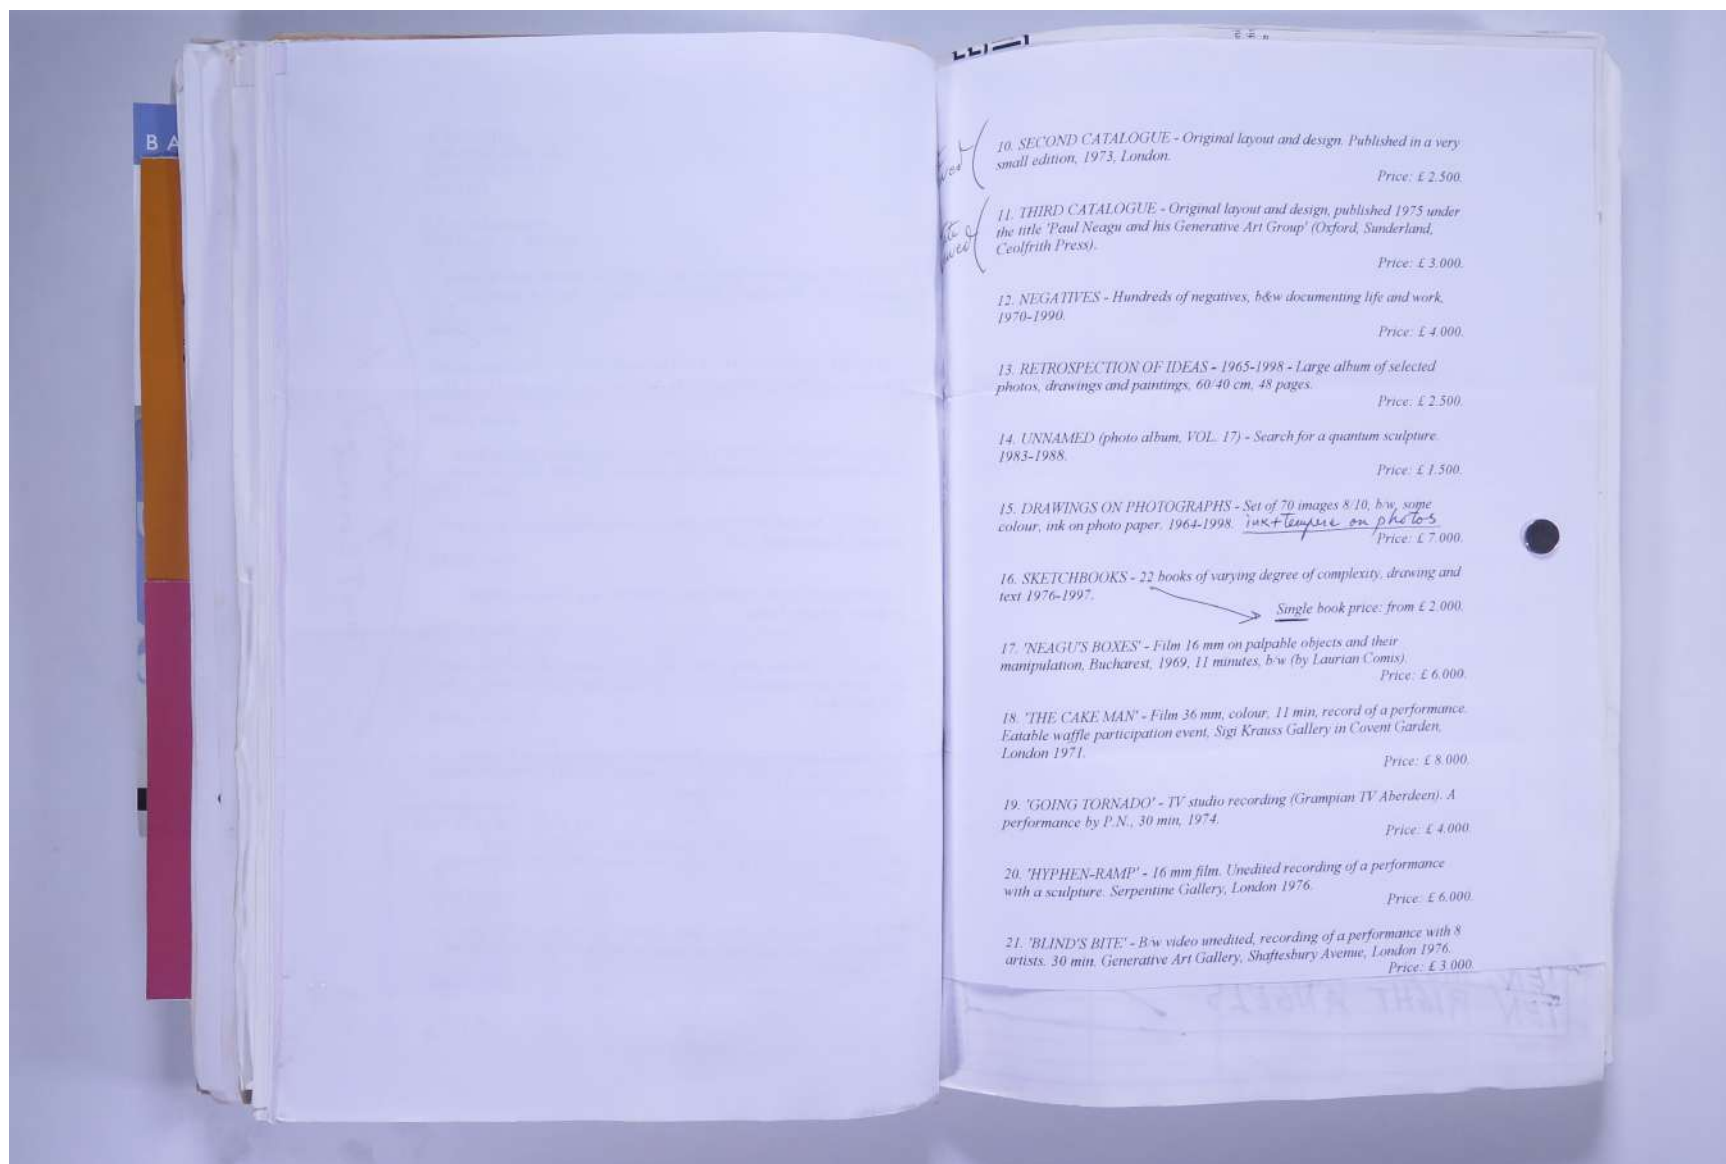 BA
10. SECOND CATALOGUE - Original layout and design. Published in a very
small edition, 1973, London.
Price: £ 2.500.
11. THIRD CATALOGUE - Original layout and design, published 1975 under
the title 'Paul Neagu and his Generative Art Group' (Oxford, Sunderland,
Ceolfrith Press).
Price: £ 3.000.
12. NEGATIVES - Hundreds of negatives, b&w documenting life and work,
1970-1990.
Price: £ 4.000.
13. RETROSPECTION OF IDEAS - 1965-1998 - Large album of selected
photos, drawings and paintings, 60/40 cm, 48 pages.
Price: £ 2.500.
14. UNNAMED (photo album, VOL. 17) - Search for a quantum sculpture.
1983-1988.
Price: £ 1.500.
15. DRAWINGS ON PHOTOGRAPHS - Set of 70 images 8/10, b/w, some
colour, ink on photo paper. 1964-1998. ink+tempera on photos
Price: £ 7.000.
16. SKETCHBOOKS - 22 books of varying degree of complexity, drawing and
text 1976-1997.
Single book price: from £ 2.000.
17. 'NEAGU'S BOXES' - Film 16 mm on palpable objects and their
manipulation, Bucharest, 1969, 11 minutes, b/w (by Laurian Comis).
Price: £ 6.000.
18. 'THE CAKE MAN' - Film 36 mm, colour, 11 min, record of a performance.
Eatable waffle participation event, Sigi Krauss Gallery in Covent Garden,
London 1971.
Price: £ 8.000.
19. 'GOING TORNADO' - TV studio recording (Grampian TV Aberdeen). A
performance by P.N., 30 min, 1974.
Price: £ 4.000.
20. 'HYPHEN-RAMP' - 16 mm film. Unedited recording of a performance
with a sculpture. Serpentine Gallery, London 1976.
Price: £ 6.000.
21. 'BLIND'S BITE' - B/w video unedited, recording of a performance with 8
artists. 30 min. Generative Art Gallery, Shaftesbury Avenue, London 1976.
Price: £ 3.000.